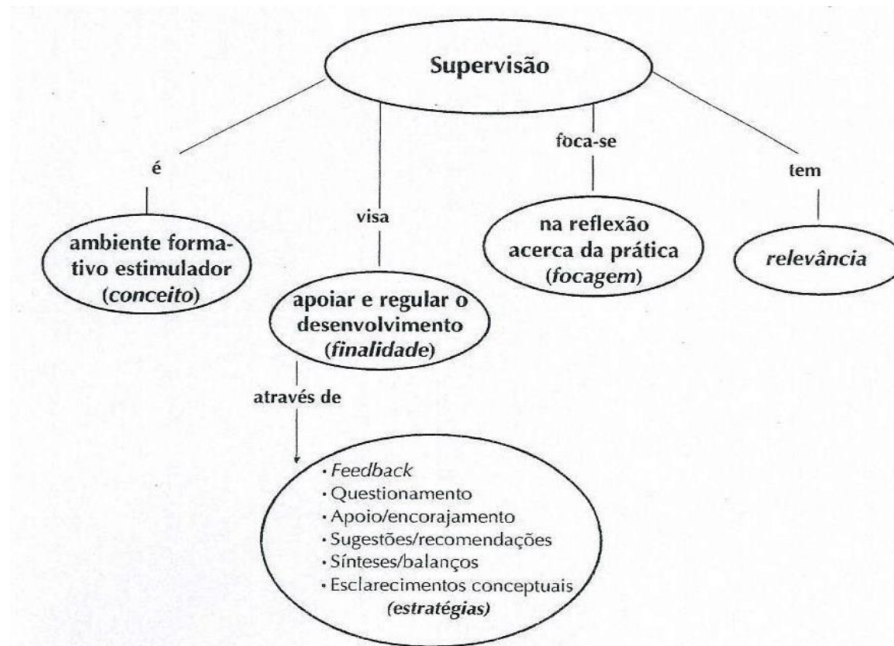 Supervisão
é
visa
foca-se
tem
ambiente forma-
tivo estimulador
(conceito)
apoiar e regular o
desenvolvimento
(finalidade)
na reflexão
acerca da prática
(focagem)
relevância
através de
· Feedback
· Questionamento
· Apoio/encorajamento
· Sugestões/recomendações
· Sínteses/balanços
· Esclarecimentos conceptuais
(estratégias)